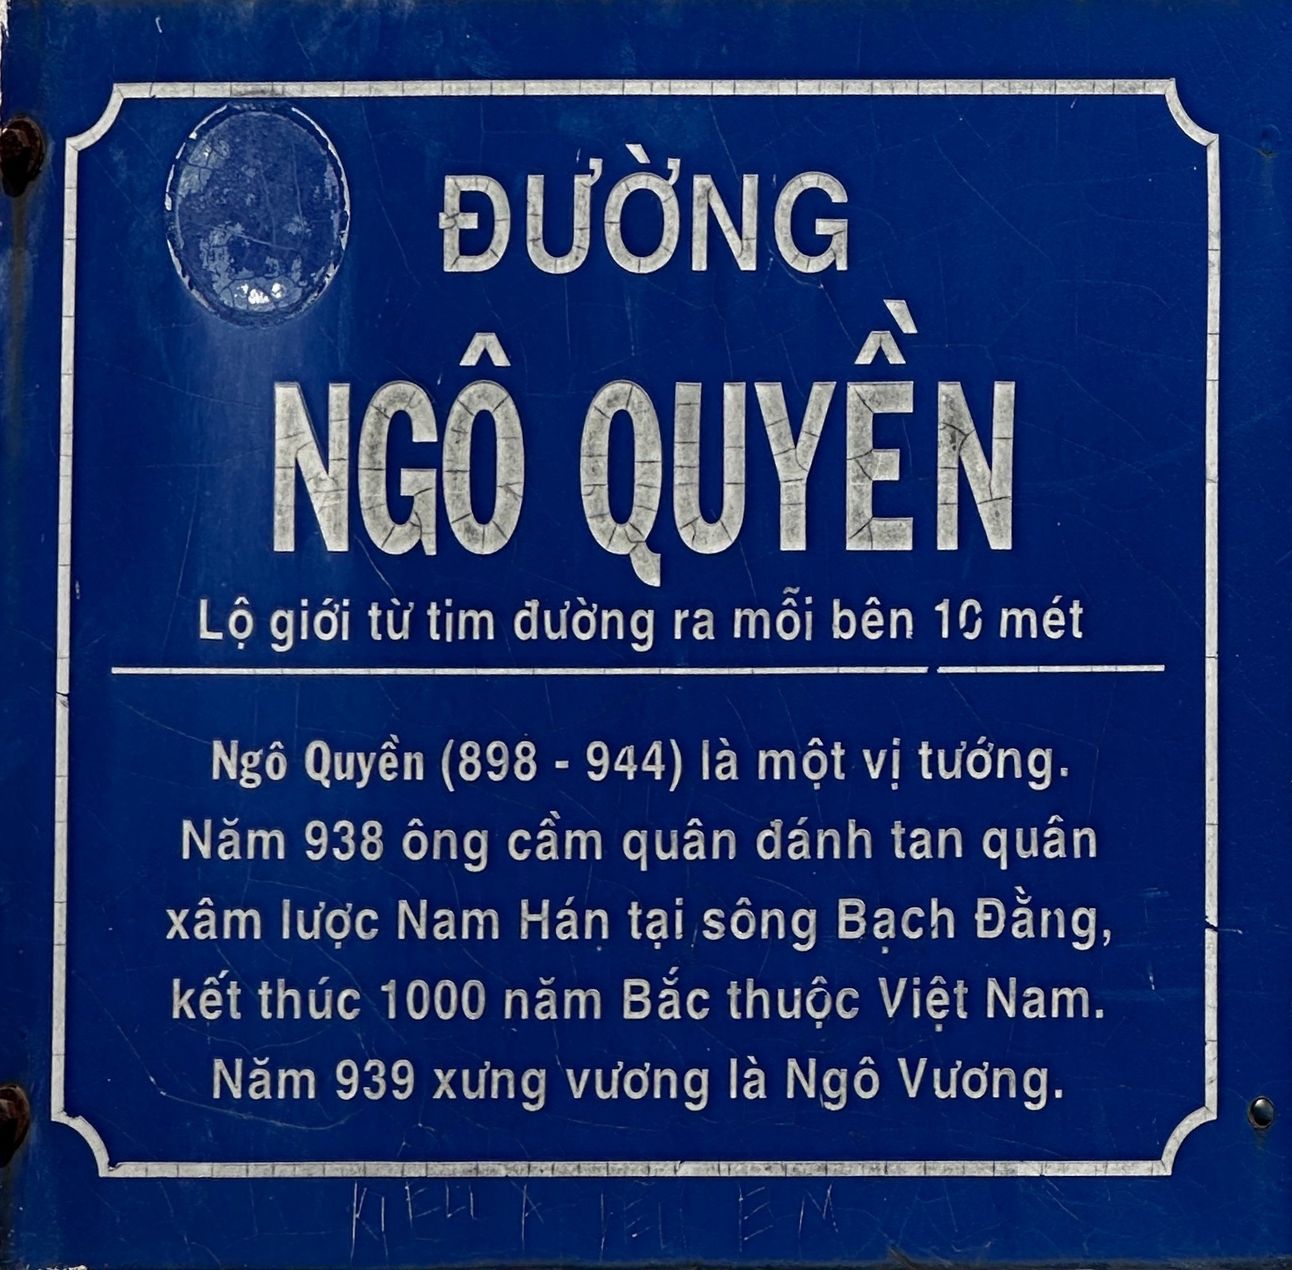 ĐƯỜNG
NGÔ QUYỀN
Lộ giới từ tim đường ra mỗi bên 10 mét
Ngô Quyền (898 - 944) là một vị tướng.
Năm 938 ông cầm quân đánh tan quân
xâm lược Nam Hán tại sông Bạch Đằng,
kết thúc 1000 năm Bắc thuộc Việt Nam.
Năm 939 xưng vương là Ngô Vương.